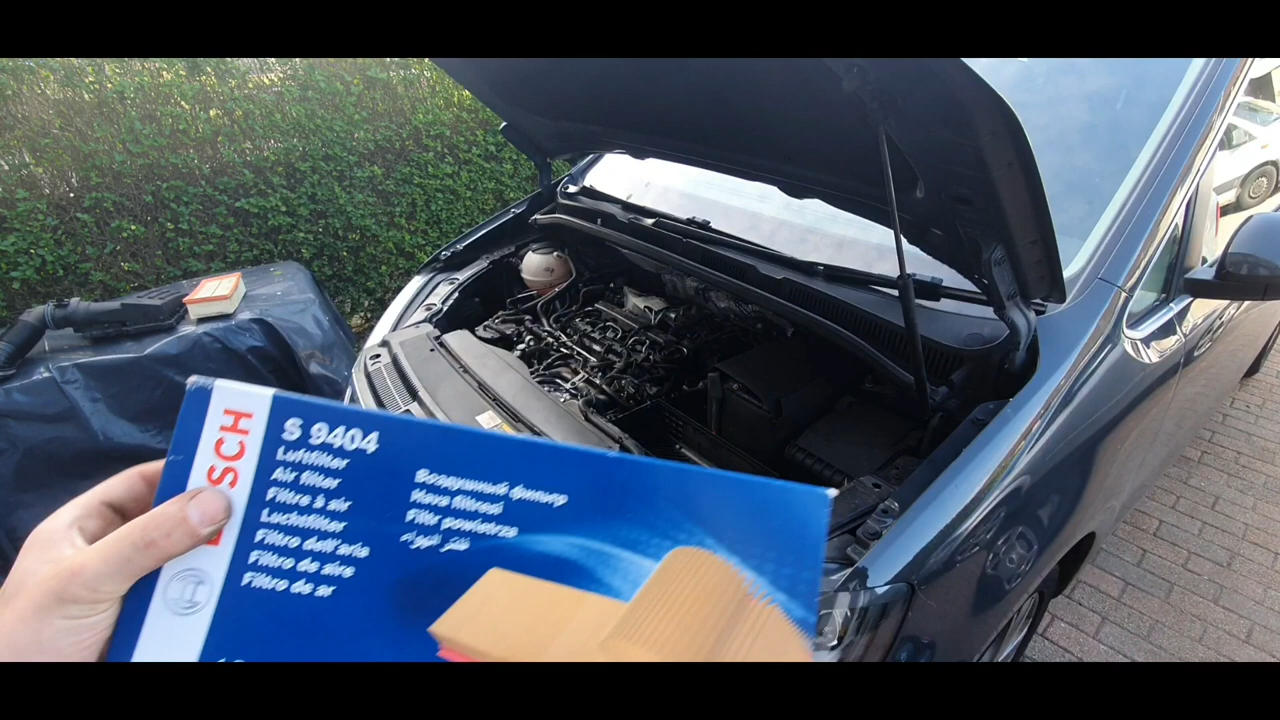 BOSCH
S 9404
Luftfilter
Air filter
Filtre à air
Luchtfilter
Filtro dell'aria
Filtro de aire
Filtro de ar
Воздушный фильтр
Hava filtresi
Filtr powietrza
فلتر الهواء